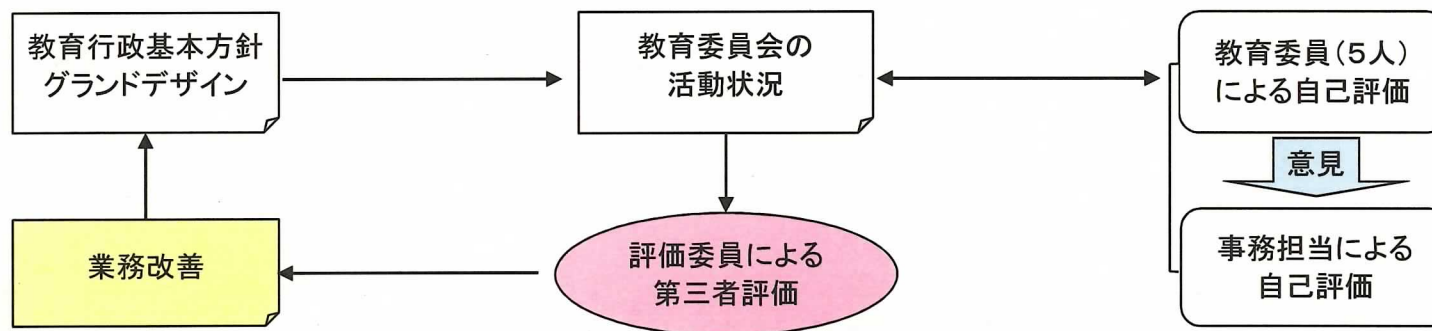 教育行政基本方針
グランドデザイン
教育委員会の
活動状況
教育委員(5人)
による自己評価
意見
業務改善
評価委員による
第三者評価
事務担当による
自己評価